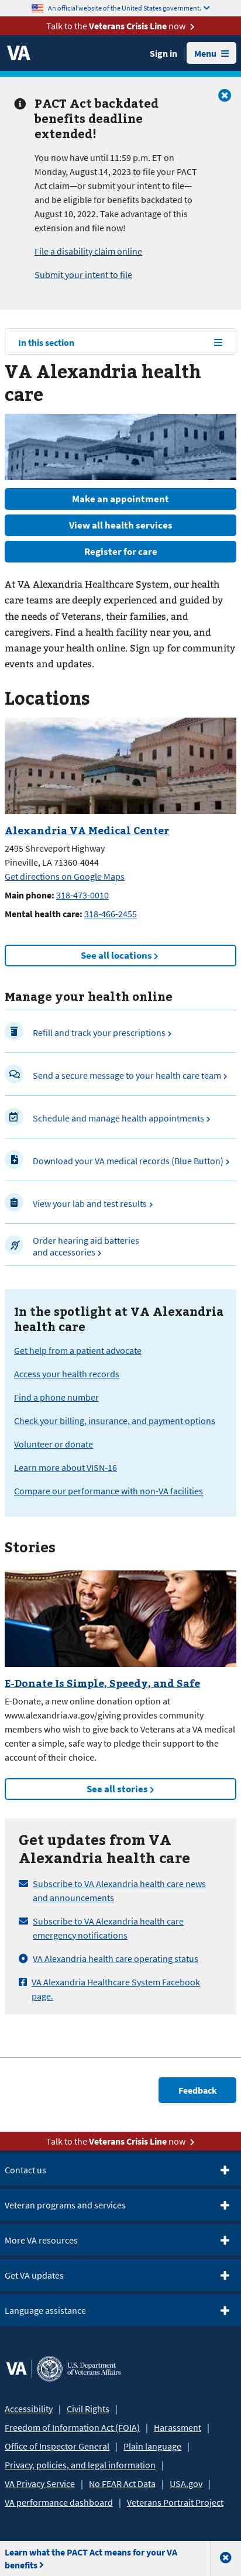 An official website of the United States government.
Talk to the Veterans Crisis Line now
VA
Sign in
Menu
PACT Act backdated
benefits deadline
extended!
You now have until 11:59 p.m. ET on
Monday, August 14, 2023 to file your PACT
Act claim—or submit your intent to file—
and be eligible for benefits backdated to
August 10, 2022. Take advantage of this
extension and file now!
File a disability claim online
Submit your intent to file
In this section
VA Alexandria health
care
Make an appointment
View all health services
Register for care
At VA Alexandria Healthcare System, our health
care teams are deeply experienced and guided by
the needs of Veterans, their families, and
caregivers. Find a health facility near you, and
manage your health online. Sign up for community
events and updates.
Locations
Alexandria VA Medical Center
2495 Shreveport Highway
Pineville, LA 71360-4044
Get directions on Google Maps
Main phone: 318-473-0010
Mental health care: 318-466-2455
See all locations
Manage your health online
Refill and track your prescriptions
Send a secure message to your health care team
Schedule and manage health appointments
Download your VA medical records (Blue Button)
View your lab and test results
Order hearing aid batteries
and accessories
In the spotlight at VA Alexandria
health care
Get help from a patient advocate
Access your health records
Find a phone number
Check your billing, insurance, and payment options
Volunteer or donate
Learn more about VISN-16
Compare our performance with non-VA facilities
Stories
E-Donate Is Simple, Speedy, and Safe
E-Donate, a new online donation option at
www.alexandria.va.gov/giving provides community
members who wish to give back to Veterans at a VA medical
center a simple, safe way to pledge their support to the
account of their choice.
See all stories
Get updates from VA
Alexandria health care
Subscribe to VA Alexandria health care news
and announcements
Subscribe to VA Alexandria health care
emergency notifications
VA Alexandria health care operating status
VA Alexandria Healthcare System Facebook
page.
Feedback
Talk to the Veterans Crisis Line now
Contact us
Veteran programs and services
More VA resources
Get VA updates
Language assistance
VA | U.S. Department
of Veterans Affairs
Accessibility | Civil Rights |
Freedom of Information Act (FOIA) | Harassment |
Office of Inspector General | Plain language |
Privacy, policies, and legal information |
VA Privacy Service | No FEAR Act Data | USA.gov |
VA performance dashboard | Veterans Portrait Project
Learn what the PACT Act means for your VA
benefits